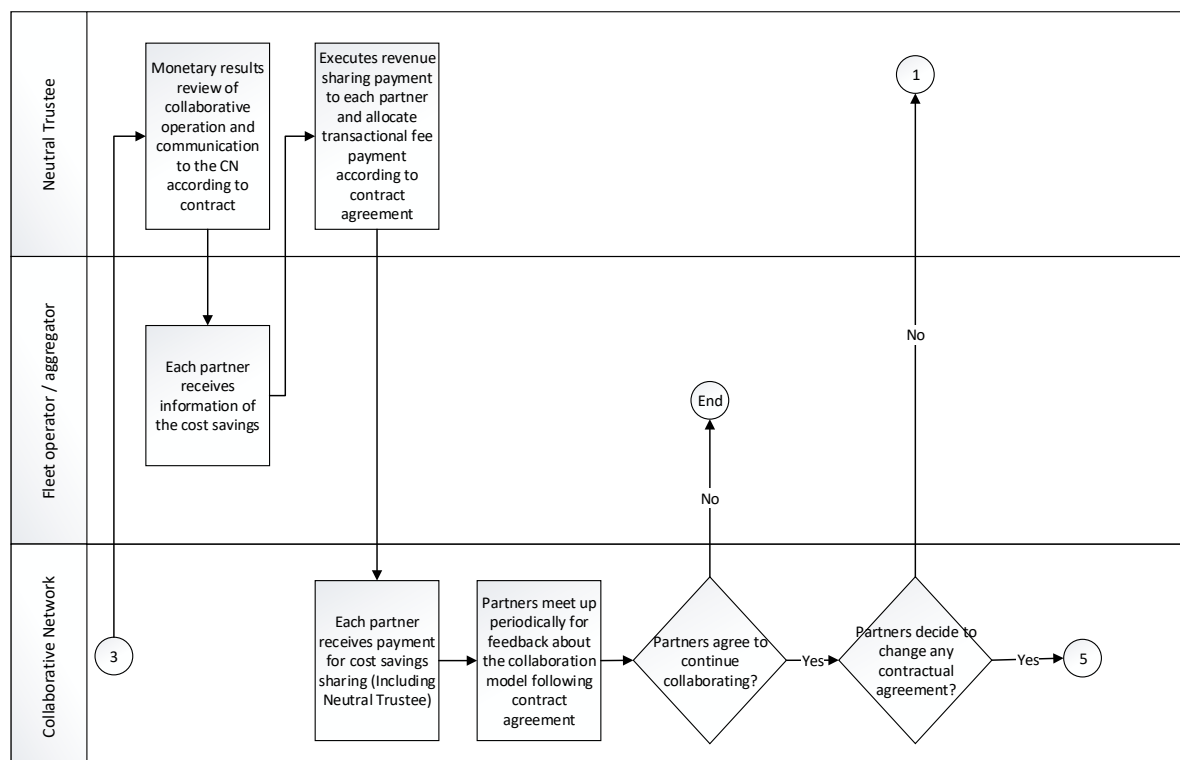 Neutral Trustee
Monetary results
review of
collaborative
operation and
communication
to the CN
according to
contract
Executes revenue
sharing payment
to each partner
and allocate
transactional fee
payment
according to
contract
agreement
1
Fleet operator / aggregator
Each partner
receives
information of
the cost savings
End
No
No
Collaborative Network
3
Each partner
receives payment
for cost savings
sharing (Including
Neutral Trustee)
Partners meet up
periodically for
feedback about
the collaboration
model following
contract
agreement
Partners agree to
continue
collaborating?
Yes
Partners decide to
change any
contractual
agreement?
Yes
5